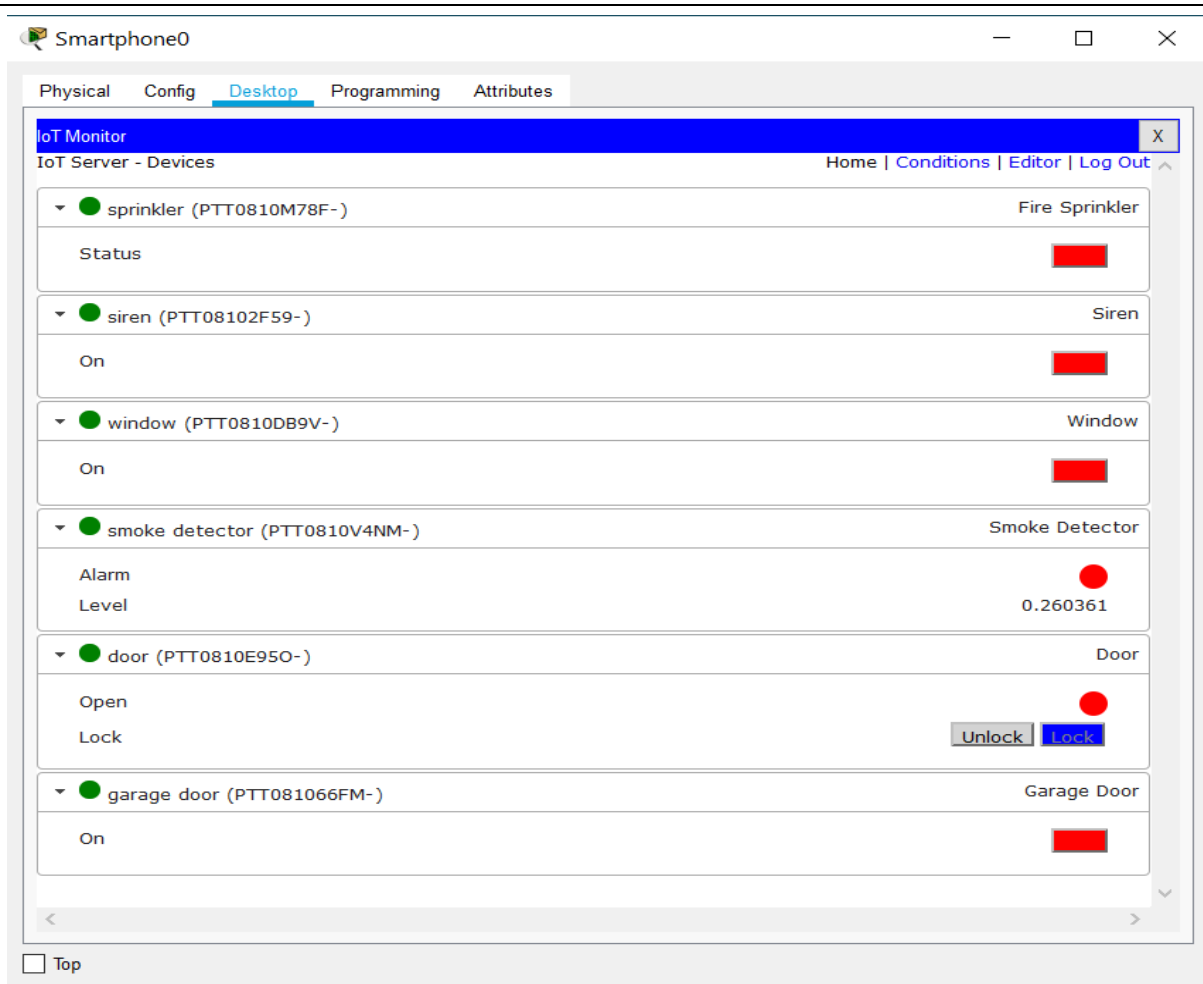 Smartphone0
Physical Config Desktop Programming Attributes
IoT Monitor X
IoT Server - Devices Home | Conditions | Editor | Log Out
sprinkler (PTT0810M78F-) Fire Sprinkler
Status
siren (PTT08102F59-) Siren
On
window (PTT0810DB9V-) Window
On
smoke detector (PTT0810V4NM-) Smoke Detector
Alarm
Level 0.260361
door (PTT0810E95O-) Door
Open
Lock Unlock Lock
garage door (PTT081066FM-) Garage Door
On
Top